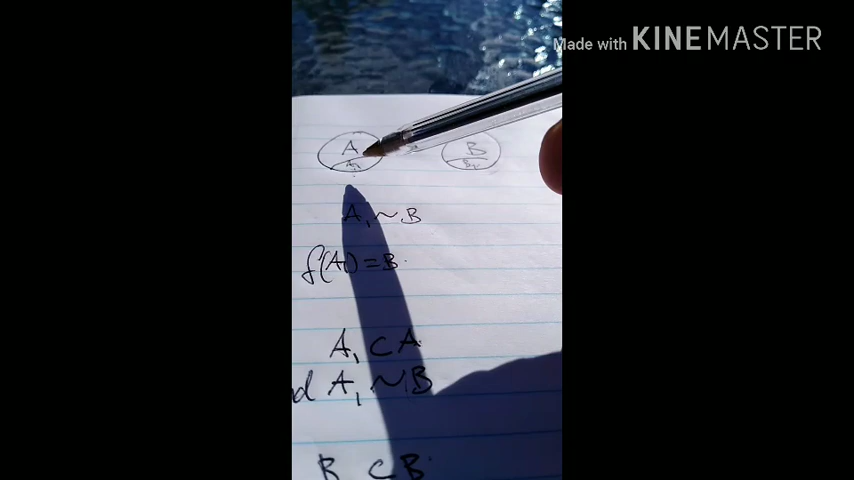 Made with KINEMASTER
A B
A₁ B₁
A₁ ~ B
f(A₁) = B.
A₁ ⊂ A
A₁ ~ B
B ⊂ B.